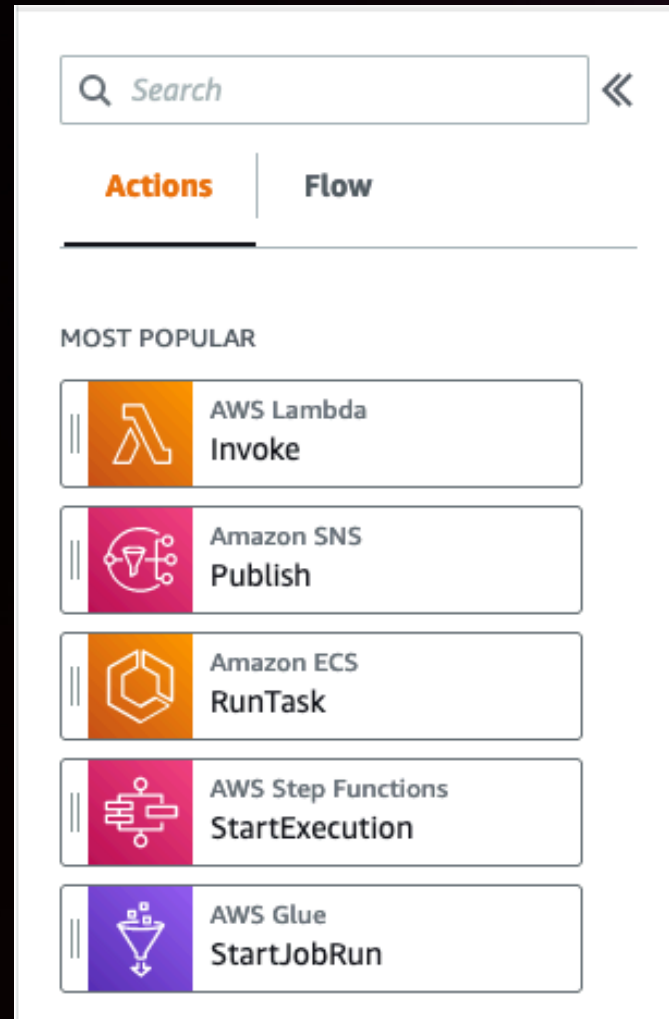 Search
Actions
Flow
MOST POPULAR
AWS Lambda
Invoke
Amazon SNS
Publish
Amazon ECS
RunTask
AWS Step Functions
StartExecution
AWS Glue
StartJobRun